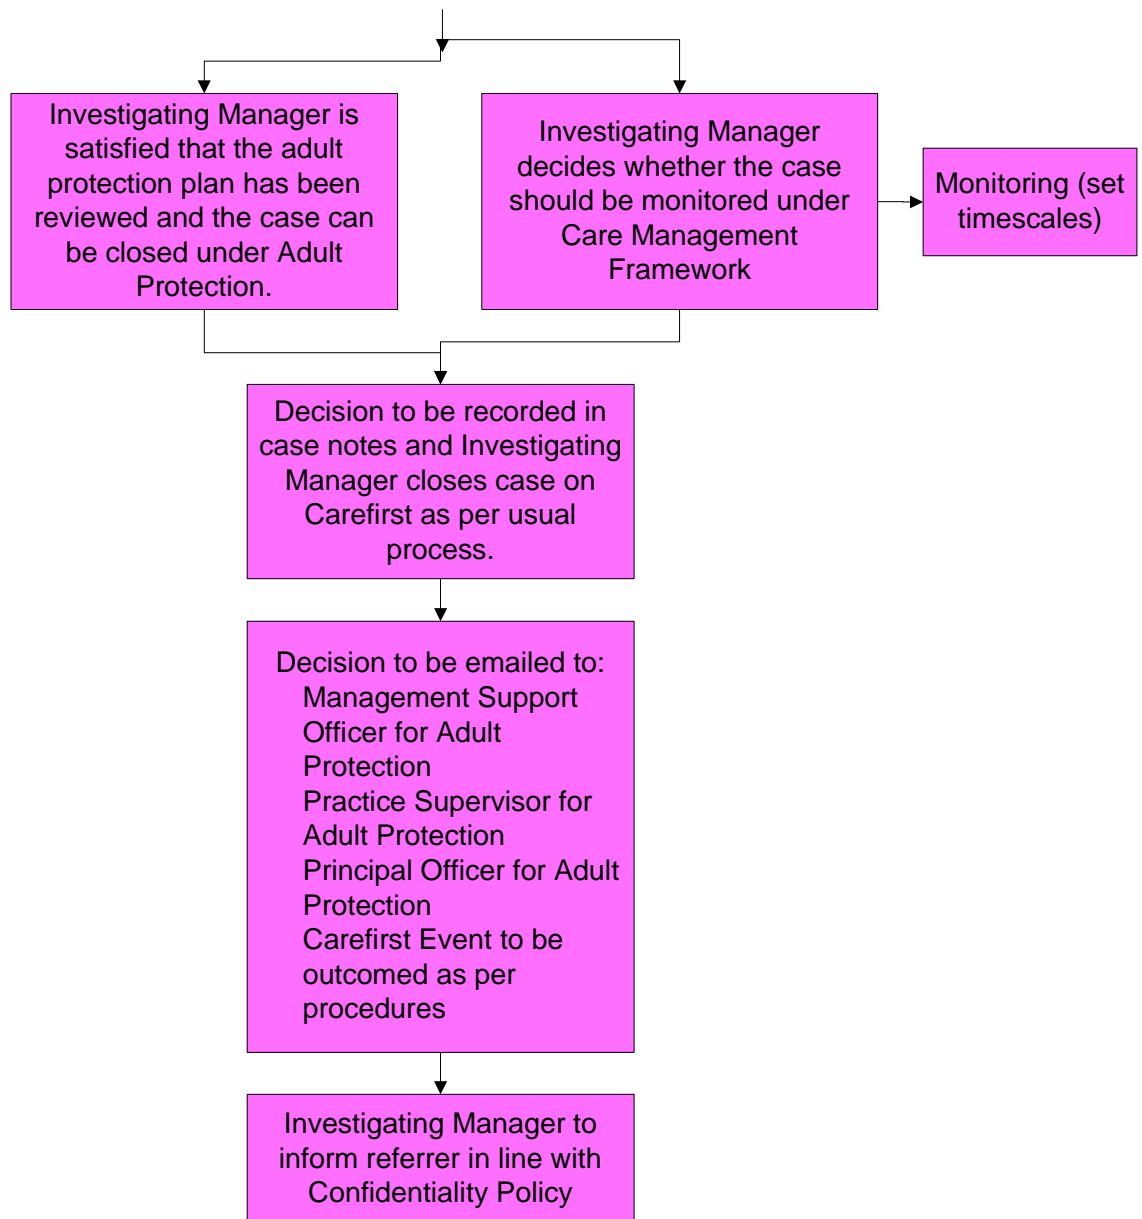 Investigating Manager is
satisfied that the adult
protection plan has been
reviewed and the case can
be closed under Adult
Protection.
Investigating Manager
decides whether the case
should be monitored under
Care Management
Framework
Monitoring (set
timescales)
Decision to be recorded in
case notes and Investigating
Manager closes case on
Carefirst as per usual
process.
Decision to be emailed to:
Management Support
Officer for Adult
Protection
Practice Supervisor for
Adult Protection
Principal Officer for Adult
Protection
Carefirst Event to be
outcomed as per
procedures
Investigating Manager to
inform referrer in line with
Confidentiality Policy